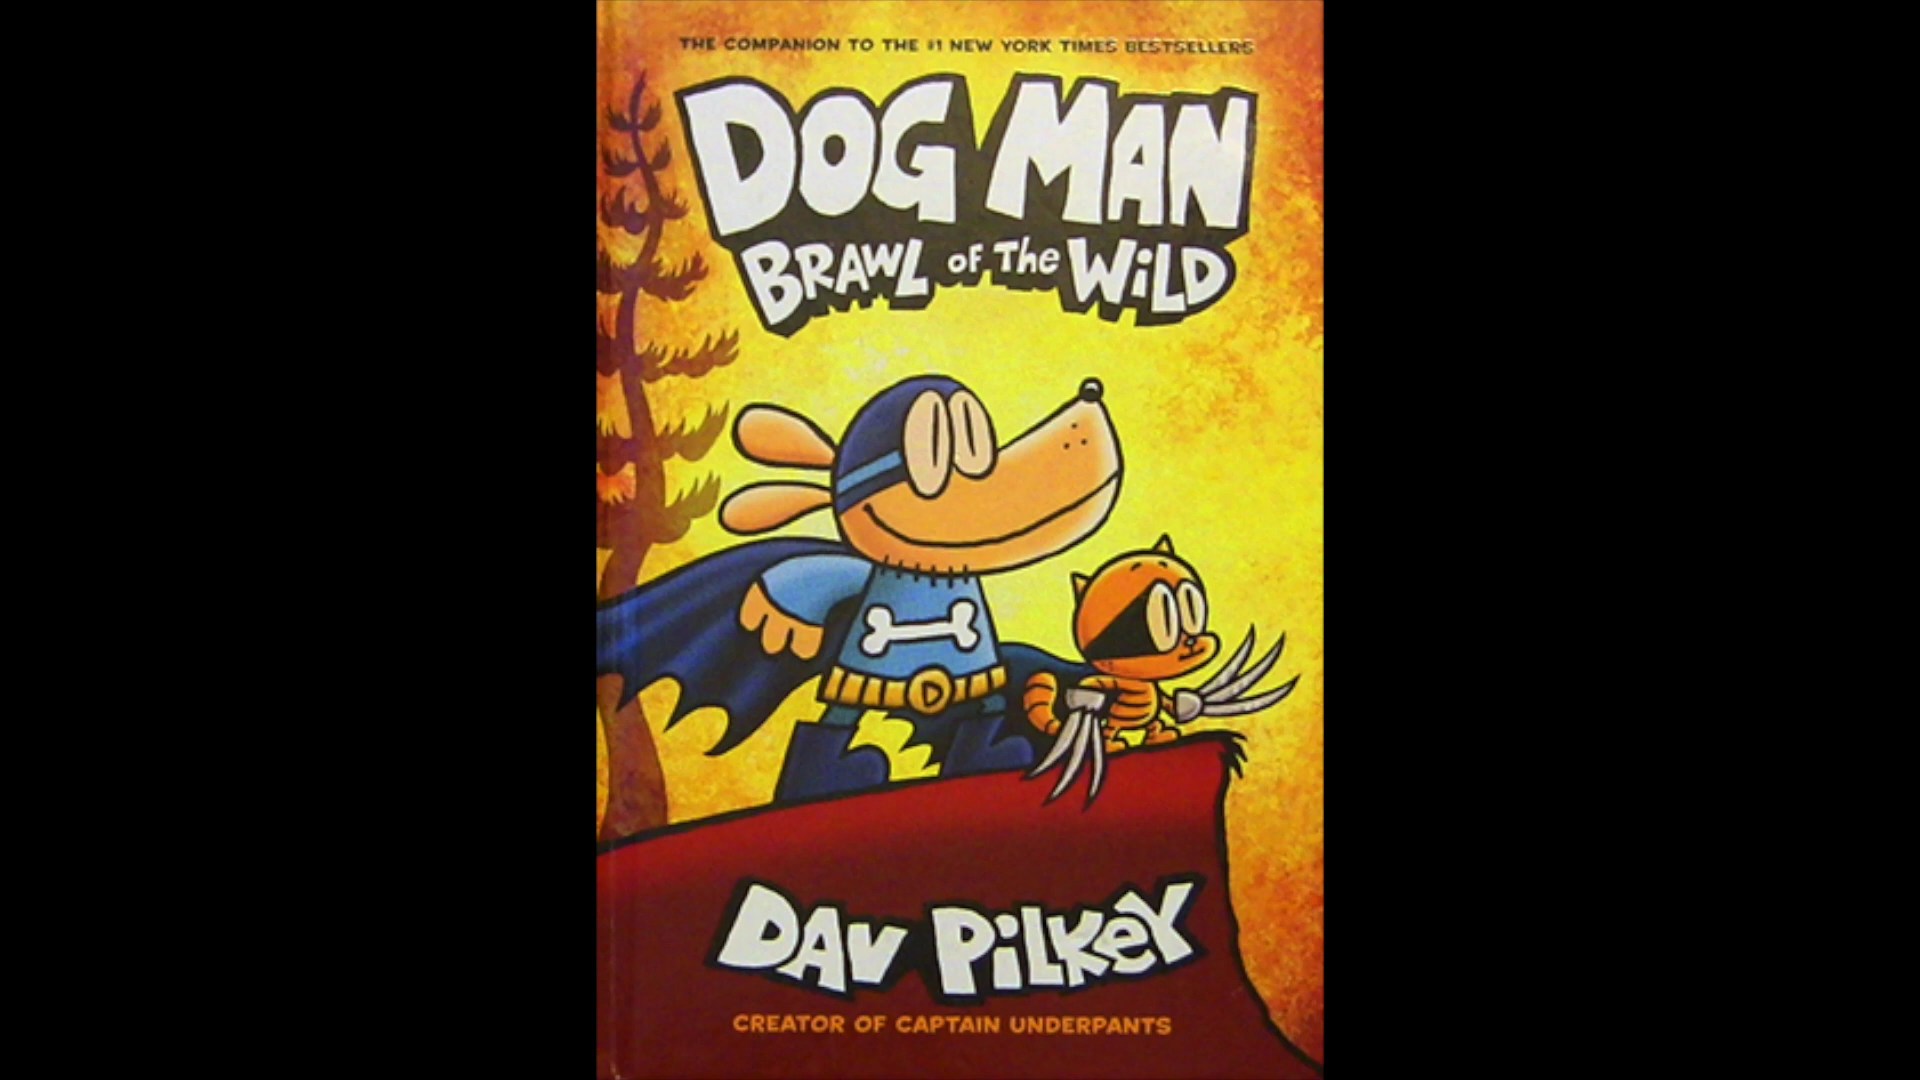 THE COMPANION TO THE #1 NEW YORK TIMES BESTSELLERS
DOG MAN
BRAWL OF THE WiLD
D
DAV PiLKeY
CREATOR OF CAPTAIN UNDERPANTS